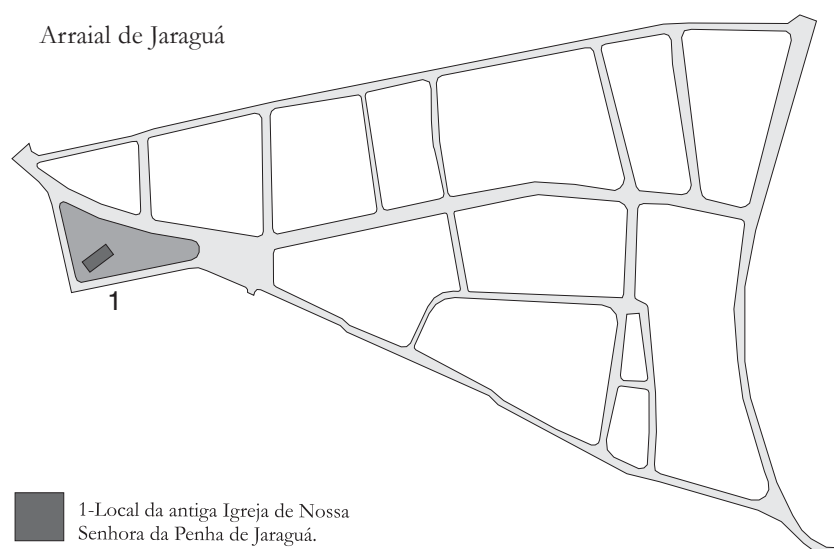 Arraial de Jaraguá
1
1-Local da antiga Igreja de Nossa
Senhora da Penha de Jaraguá.